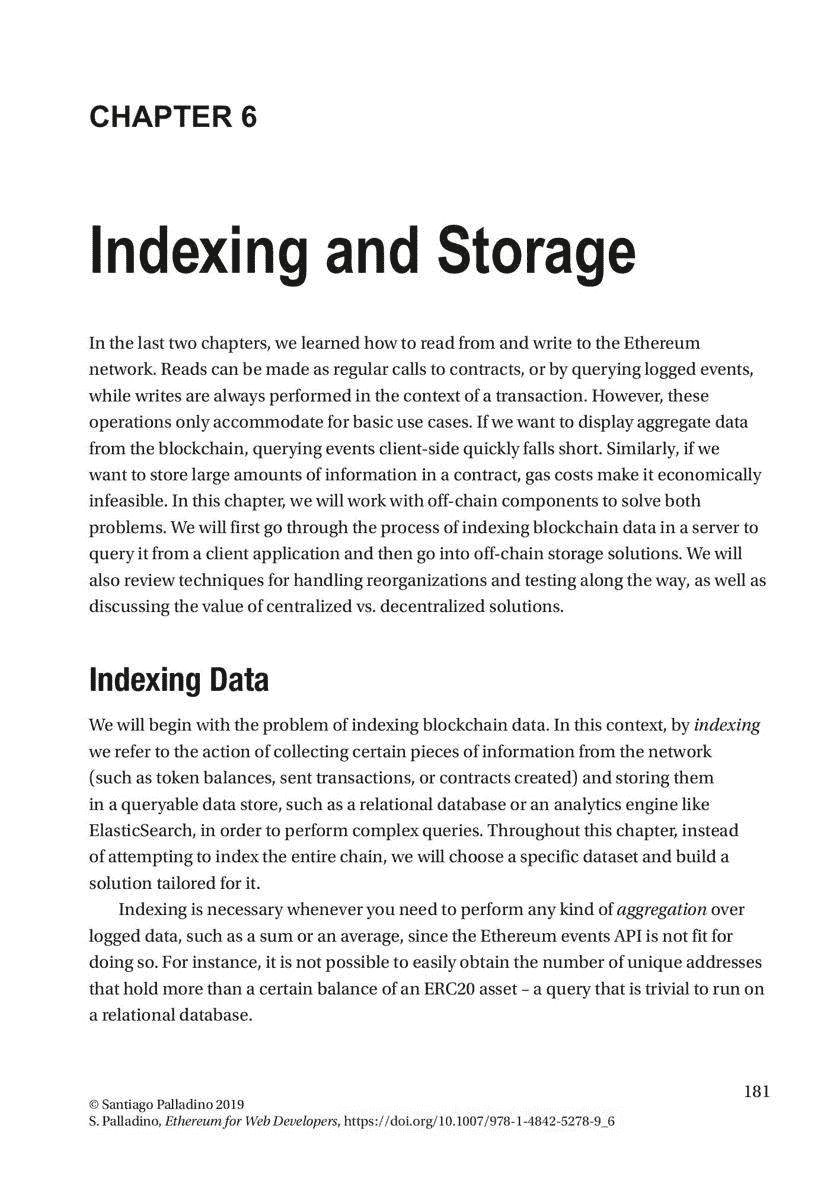 CHAPTER 6
Indexing and Storage
In the last two chapters, we learned how to read from and write to the Ethereum
network. Reads can be made as regular calls to contracts, or by querying logged events,
while writes are always performed in the context of a transaction. However, these
operations only accommodate for basic use cases. If we want to display aggregate data
from the blockchain, querying events client-side quickly falls short. Similarly, if we
want to store large amounts of information in a contract, gas costs make it economically
infeasible. In this chapter, we will work with off-chain components to solve both
problems. We will first go through the process of indexing blockchain data in a server to
query it from a client application and then go into off-chain storage solutions. We will
also review techniques for handling reorganizations and testing along the way, as well as
discussing the value of centralized vs. decentralized solutions.
Indexing Data
We will begin with the problem of indexing blockchain data. In this context, by indexing
we refer to the action of collecting certain pieces of information from the network
(such as token balances, sent transactions, or contracts created) and storing them
in a queryable data store, such as a relational database or an analytics engine like
ElasticSearch, in order to perform complex queries. Throughout this chapter, instead
of attempting to index the entire chain, we will choose a specific dataset and build a
solution tailored for it.
Indexing is necessary whenever you need to perform any kind of aggregation over
logged data, such as a sum or an average, since the Ethereum events API is not fit for
doing so. For instance, it is not possible to easily obtain the number of unique addresses
that hold more than a certain balance of an ERC20 asset – a query that is trivial to run on
a relational database.
181
© Santiago Palladino 2019
S. Palladino, Ethereum for Web Developers, https://doi.org/10.1007/978-1-4842-5278-9_6